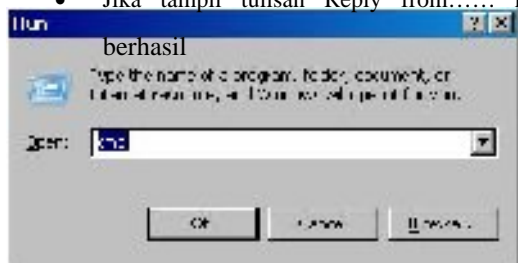 Jika tampil tulisan Reply from……
berhasil
Run
Type the name of a program, folder, document, or
Internet resource, and Windows will open it for you.
Open: cmd
OK Cancel Browse...